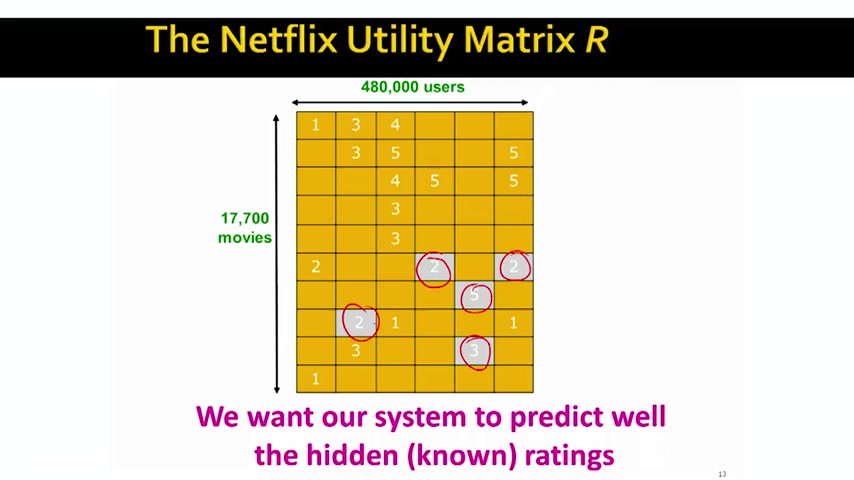 The Netflix Utility Matrix R
480,000 users
17,700
movies
1 3 4
3 5 5
4 5 5
3
3
2 2 2
5
2 1 1
3 3
1
We want our system to predict well
the hidden (known) ratings
13